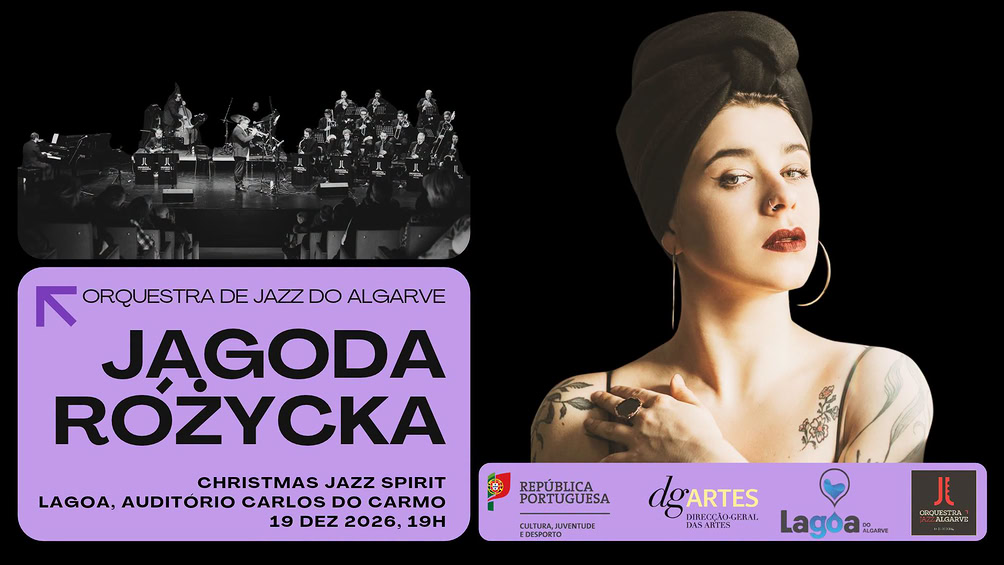 ORQUESTRA DE JAZZ DO ALGARVE
JAGODA
RÓŻYCKA
CHRISTMAS JAZZ SPIRIT
LAGOA, AUDITÓRIO CARLOS DO CARMO
19 DEZ 2026, 19H
REPÚBLICA
PORTUGUESA
CULTURA, JUVENTUDE
E DESPORTO
dgARTES
DIRECÇÃO-GERAL
DAS ARTES
Lagoa DO
ALGARVE
ORQUESTRA
JAZZ ALGARVE